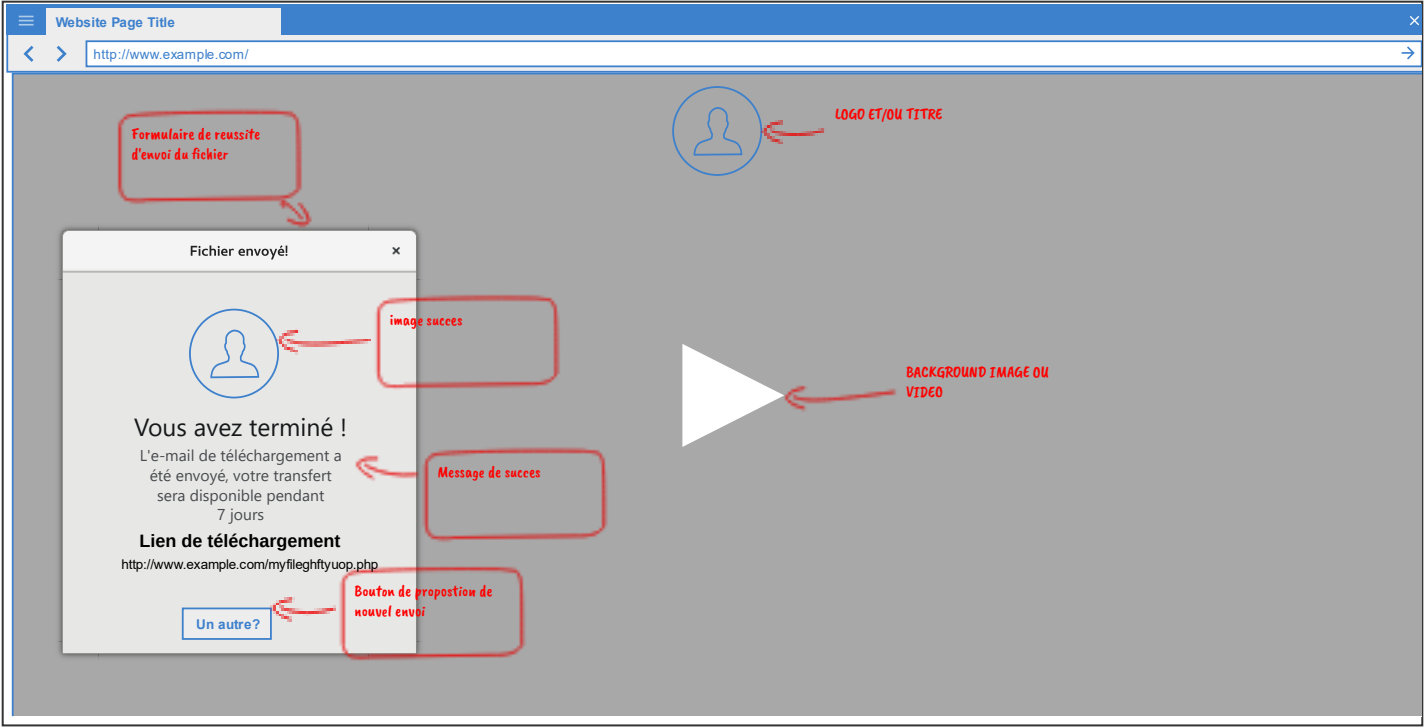 Website Page Title
http://www.example.com/
LOGO ET/OU TITRE
Formulaire de reussite
d'envoi du fichier
Fichier envoyé!
image succes
BACKGROUND IMAGE OU
VIDEO
Vous avez terminé !
L'e-mail de téléchargement a
été envoyé, votre transfert
sera disponible pendant
7 jours
Message de succes
Lien de téléchargement
http://www.example.com/myfileghftyuop.php
Bouton de propostion de
nouvel envoi
Un autre?